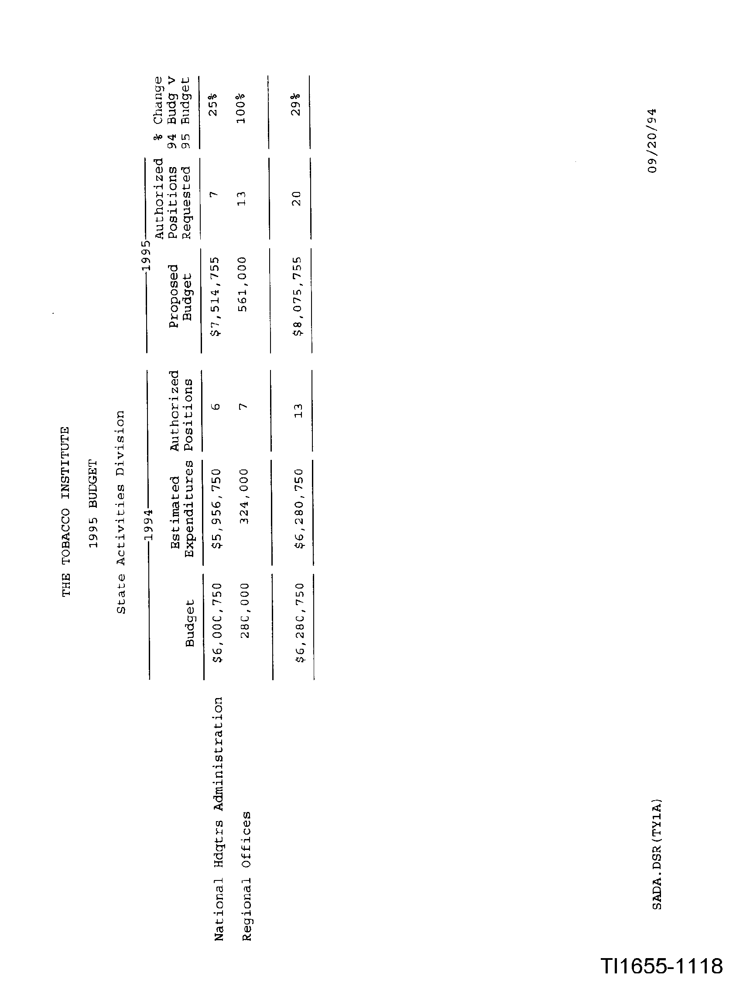 THE TOBACCO INSTITUTE
1995 BUDGET
State Activities Division
1994 1995
Budget Estimated Expenditures Authorized Positions Proposed Budget Authorized Positions Requested % Change 94 Budg v 95 Budget
National Hdqtrs Administration $6,000,750 $5,956,750 6 $7,514,755 7 25%
Regional Offices 280,000 324,000 7 561,000 13 100%
$6,280,750 $6,280,750 13 $8,075,755 20 29%
SADA.DSR(TY1A) 09/20/94
TI1655-1118